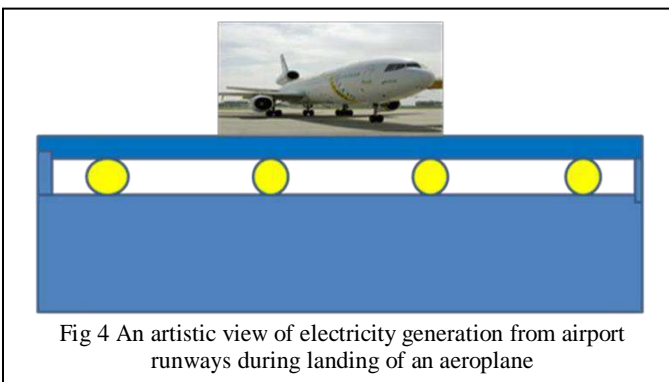 Fig 4 An artistic view of electricity generation from airport
runways during landing of an aeroplane